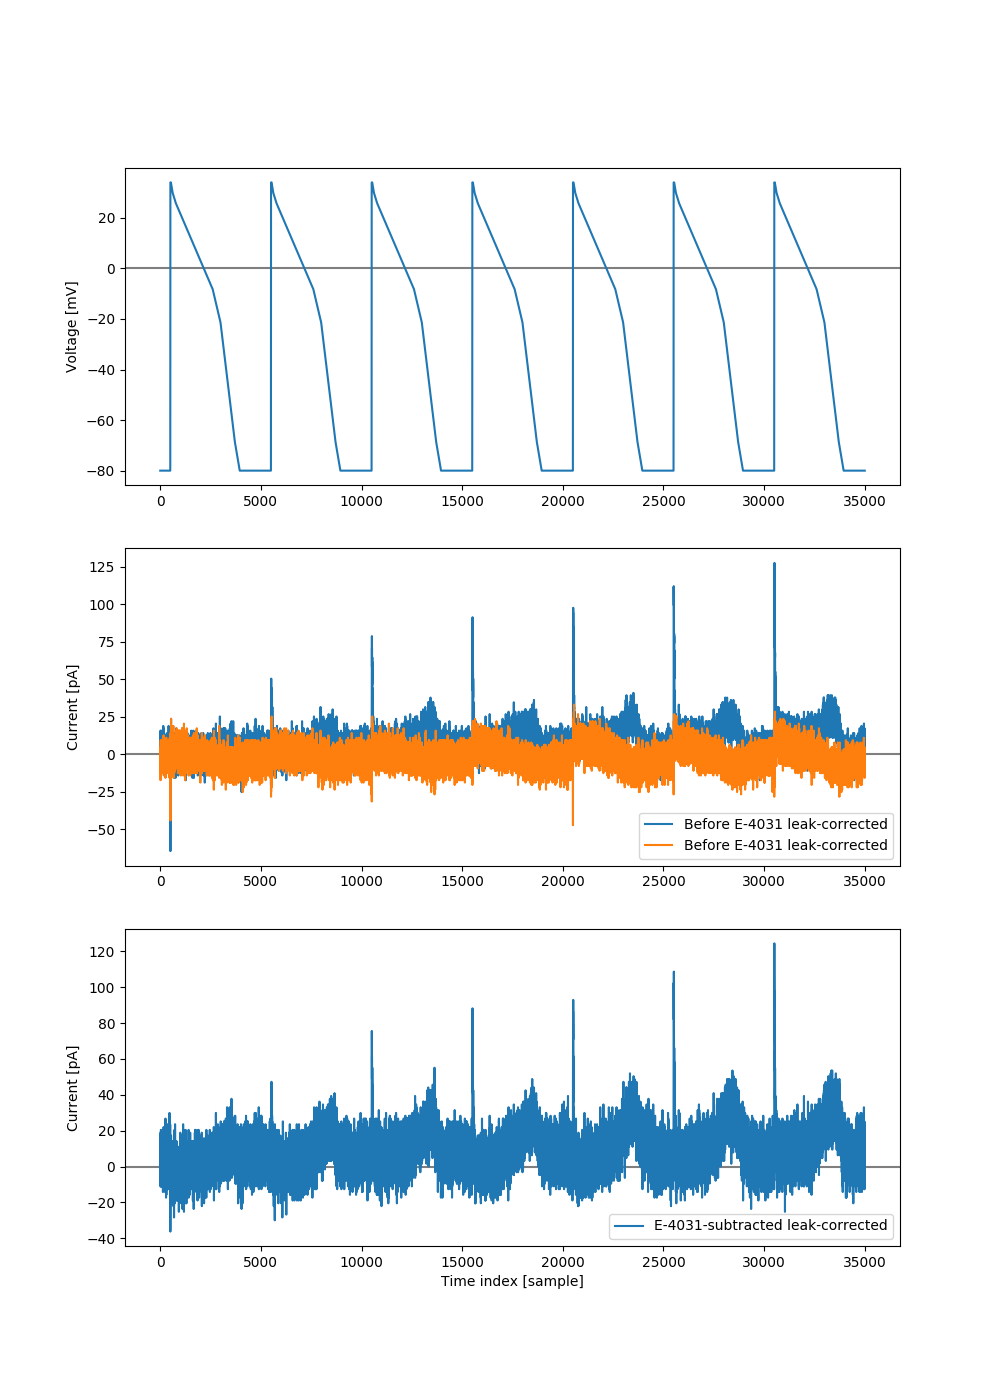 20
0
−20
−40
−60
−80
Voltage [mV]
0 5000 10000 15000 20000 25000 30000 35000
125
100
75
50
25
0
−25
−50
Current [pA]
Before E-4031 leak-corrected
Before E-4031 leak-corrected
0 5000 10000 15000 20000 25000 30000 35000
120
100
80
60
40
20
0
−20
−40
Current [pA]
E-4031-subtracted leak-corrected
0 5000 10000 15000 20000 25000 30000 35000
Time index [sample]